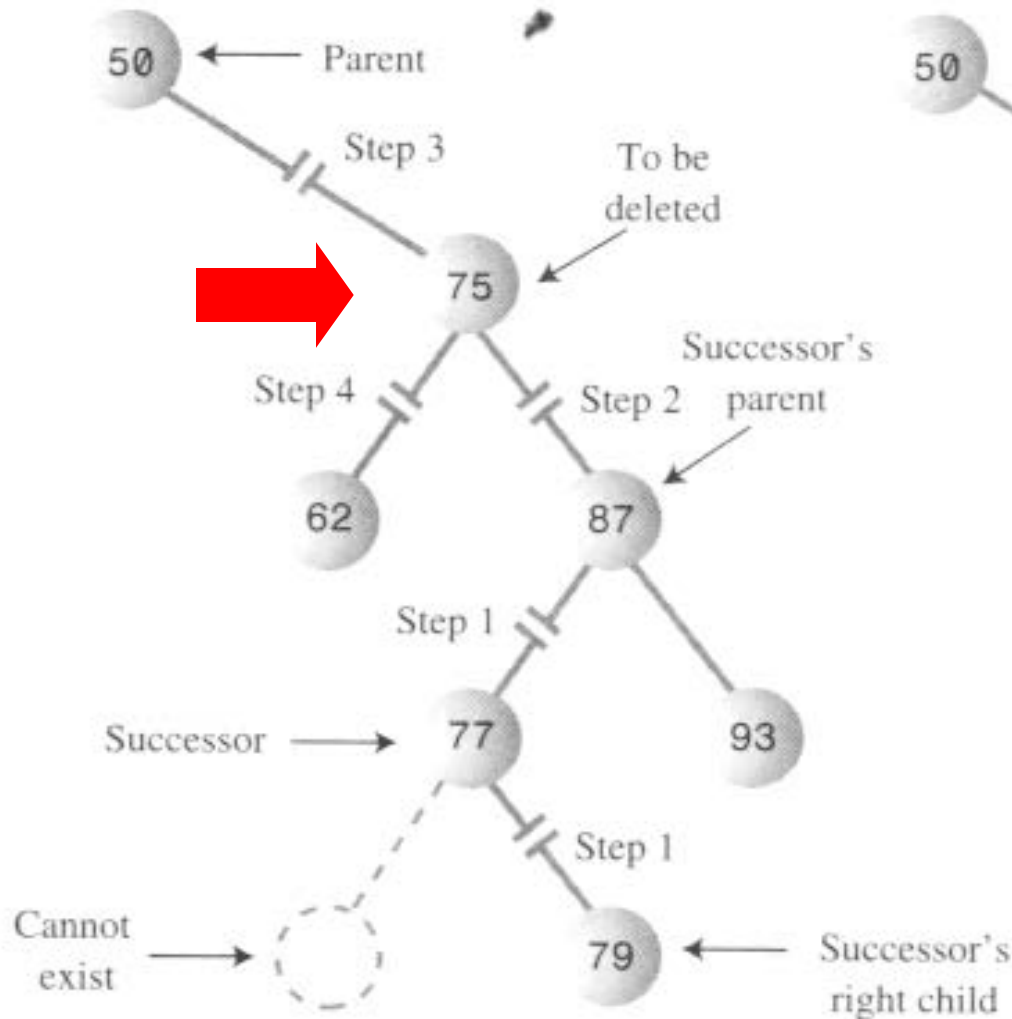 50
Parent
50
Step 3
To be
deleted
75
Successor's
parent
Step 4
Step 2
62
87
Step 1
Successor
77
93
Step 1
Cannot
exist
79
Successor's
right child